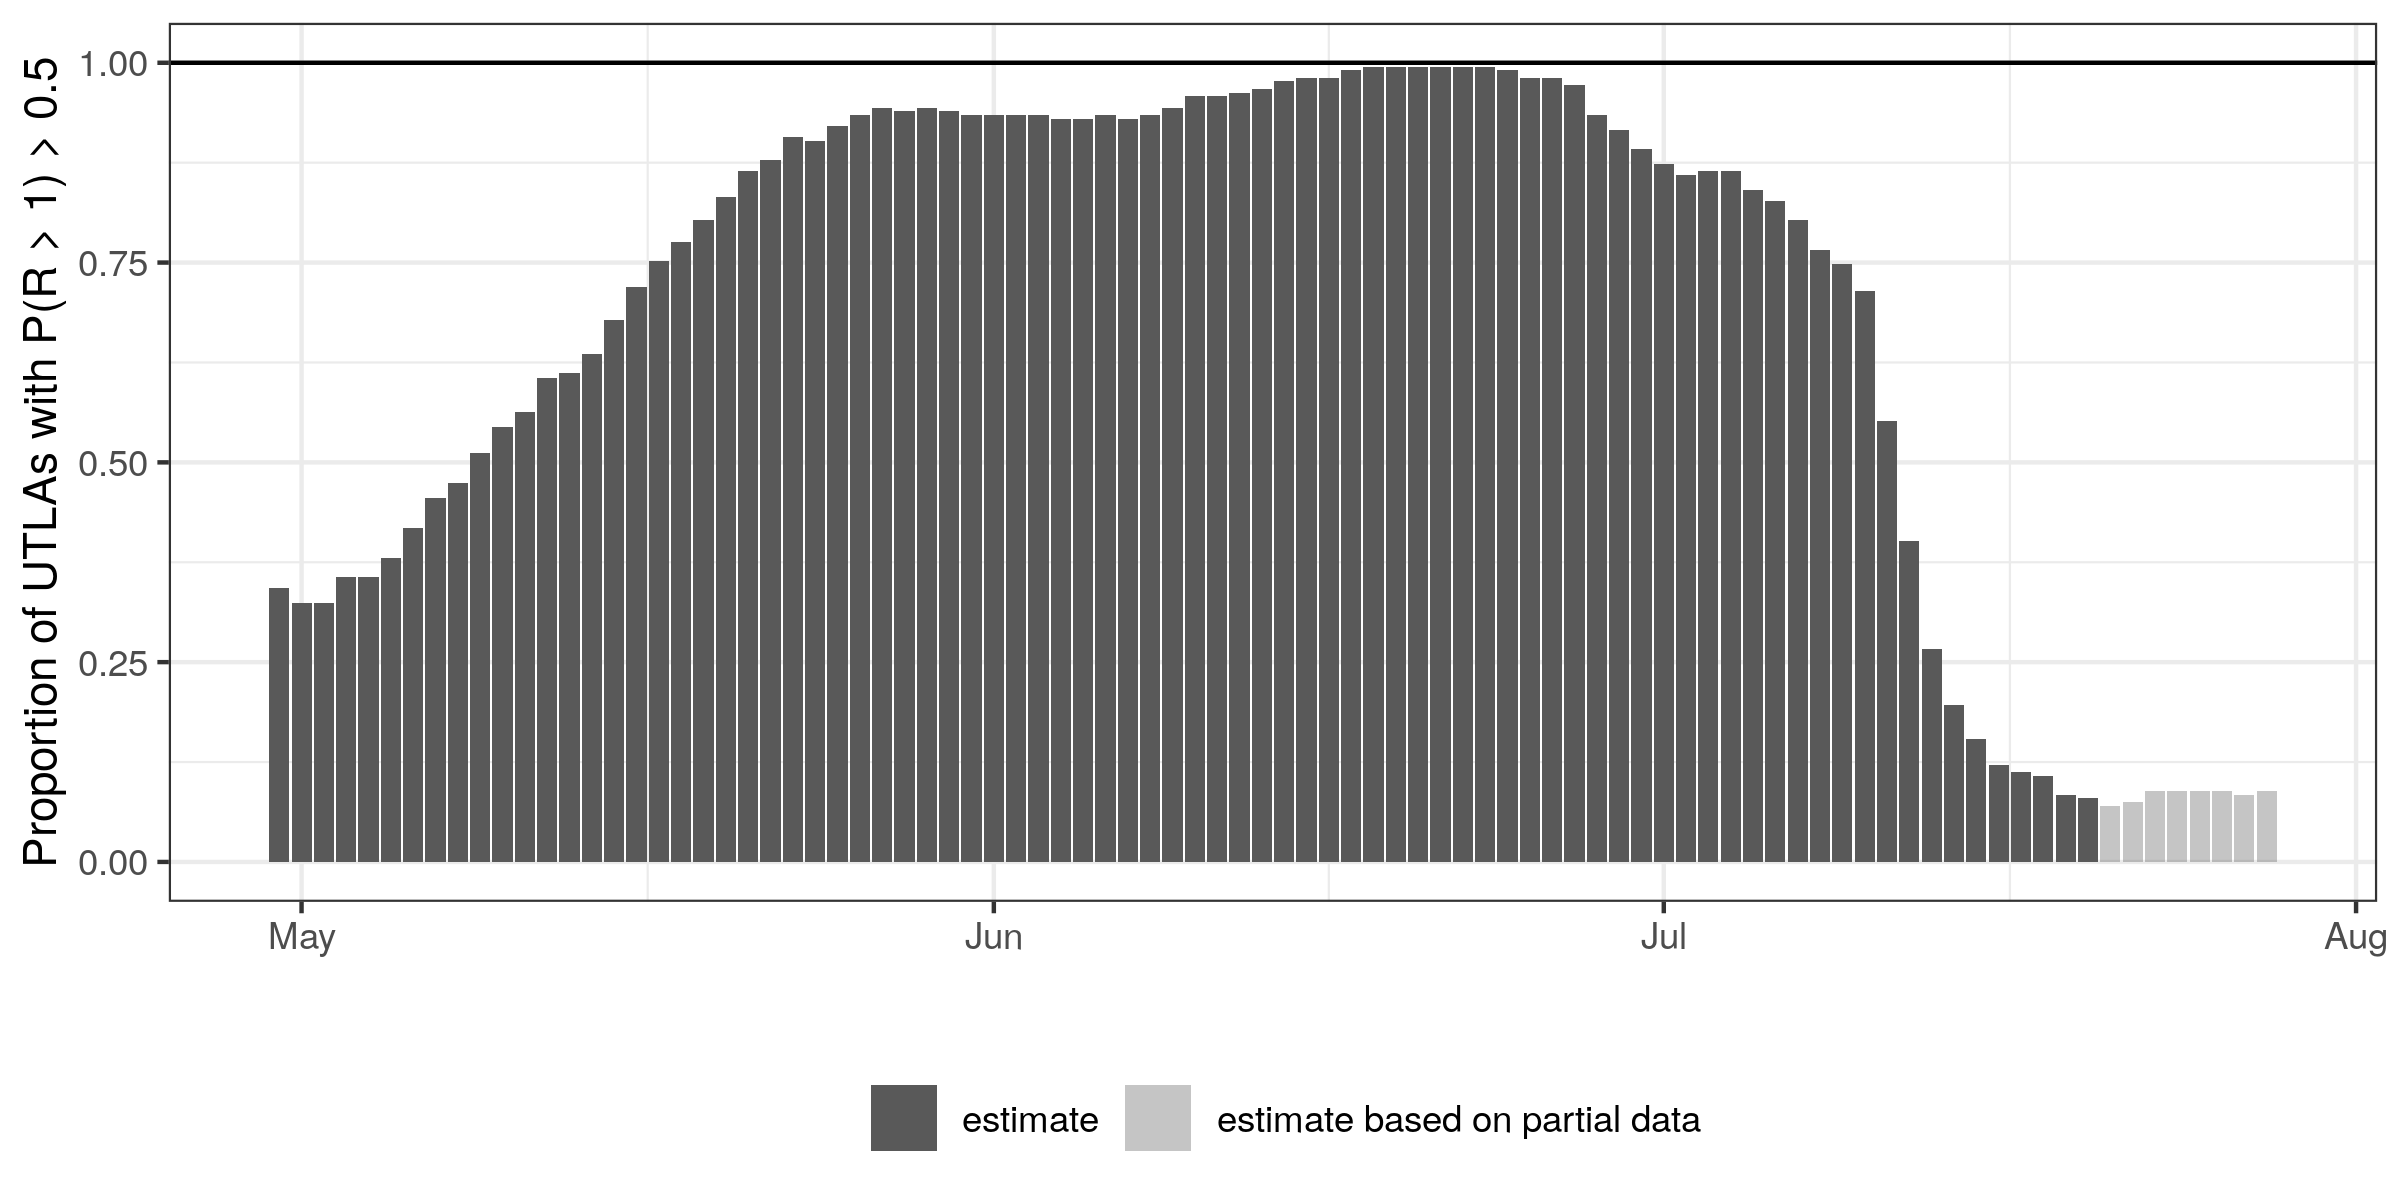 Proportion of UTLAs with P(R > 1) > 0.5
1.00
0.75
0.50
0.25
0.00
May Jun Jul Aug
estimate estimate based on partial data